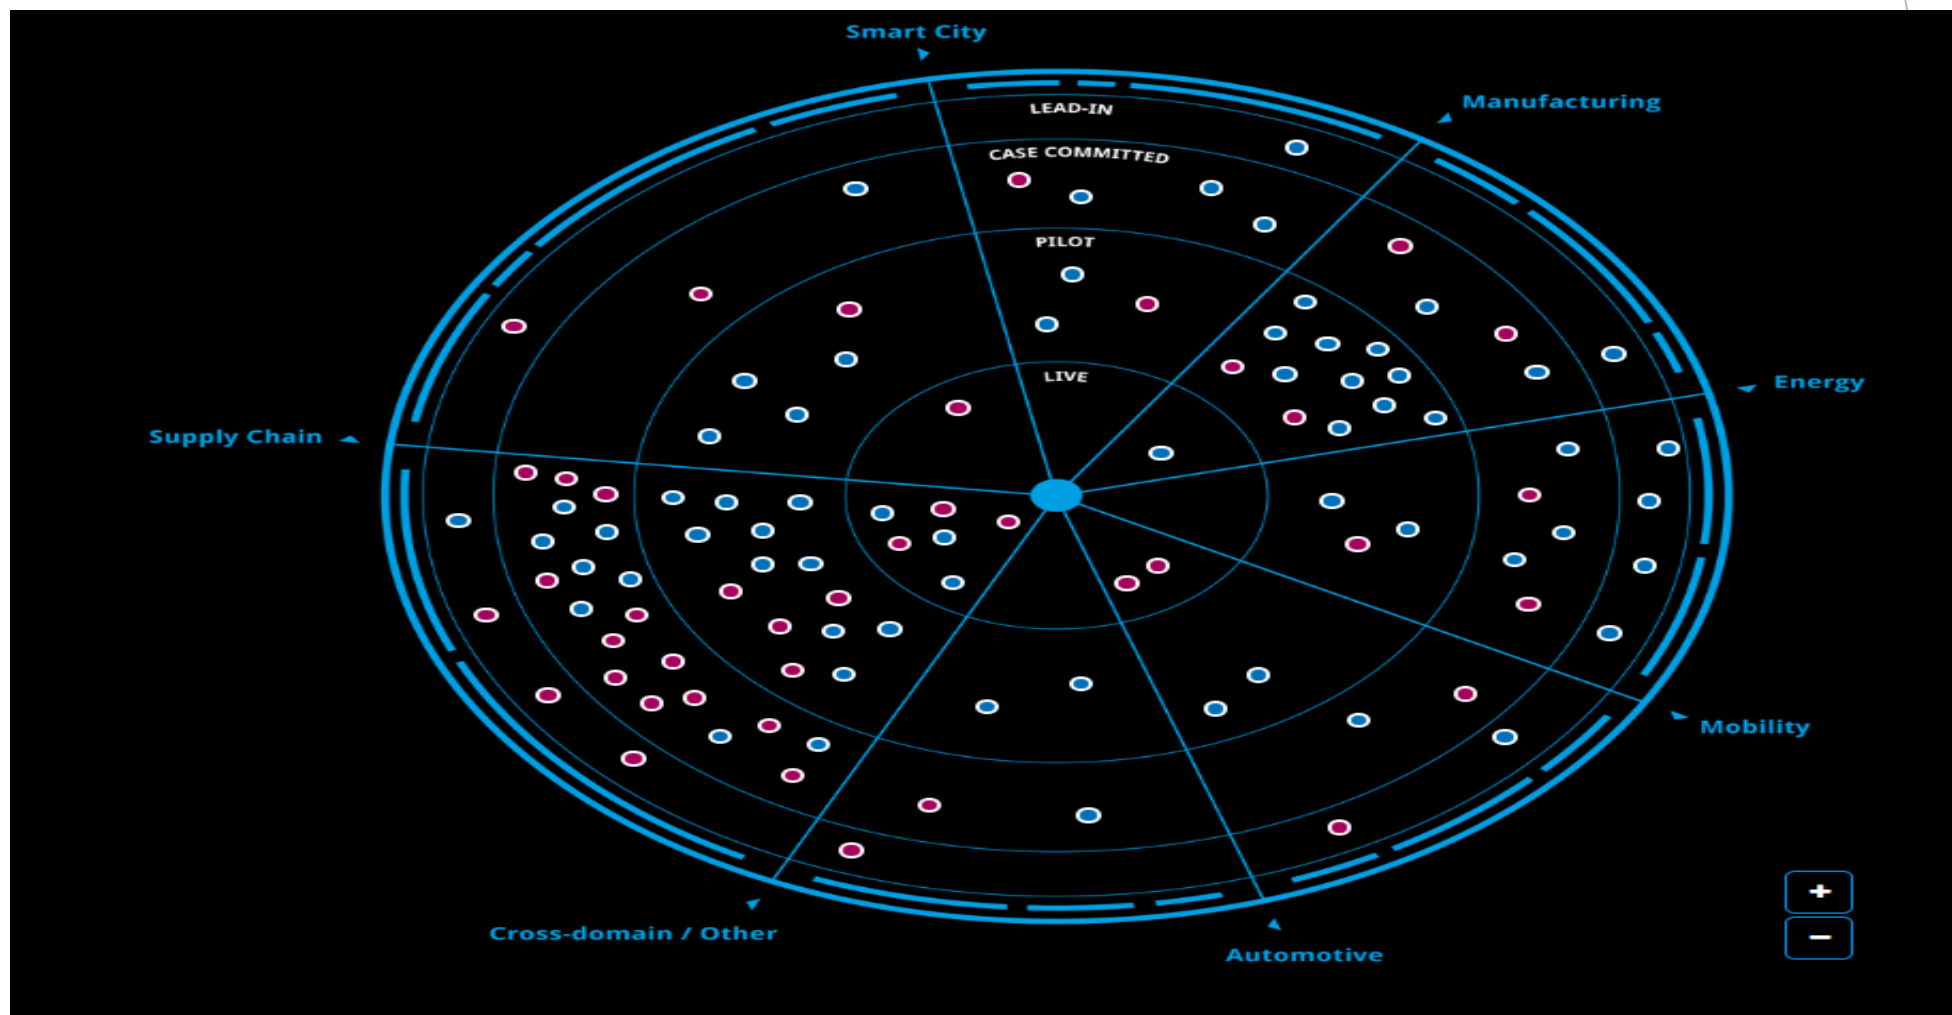 Smart City
Manufacturing
LEAD-IN
CASE COMMITTED
PILOT
LIVE
Energy
Supply Chain
Mobility
Cross-domain / Other
Automotive
+
−